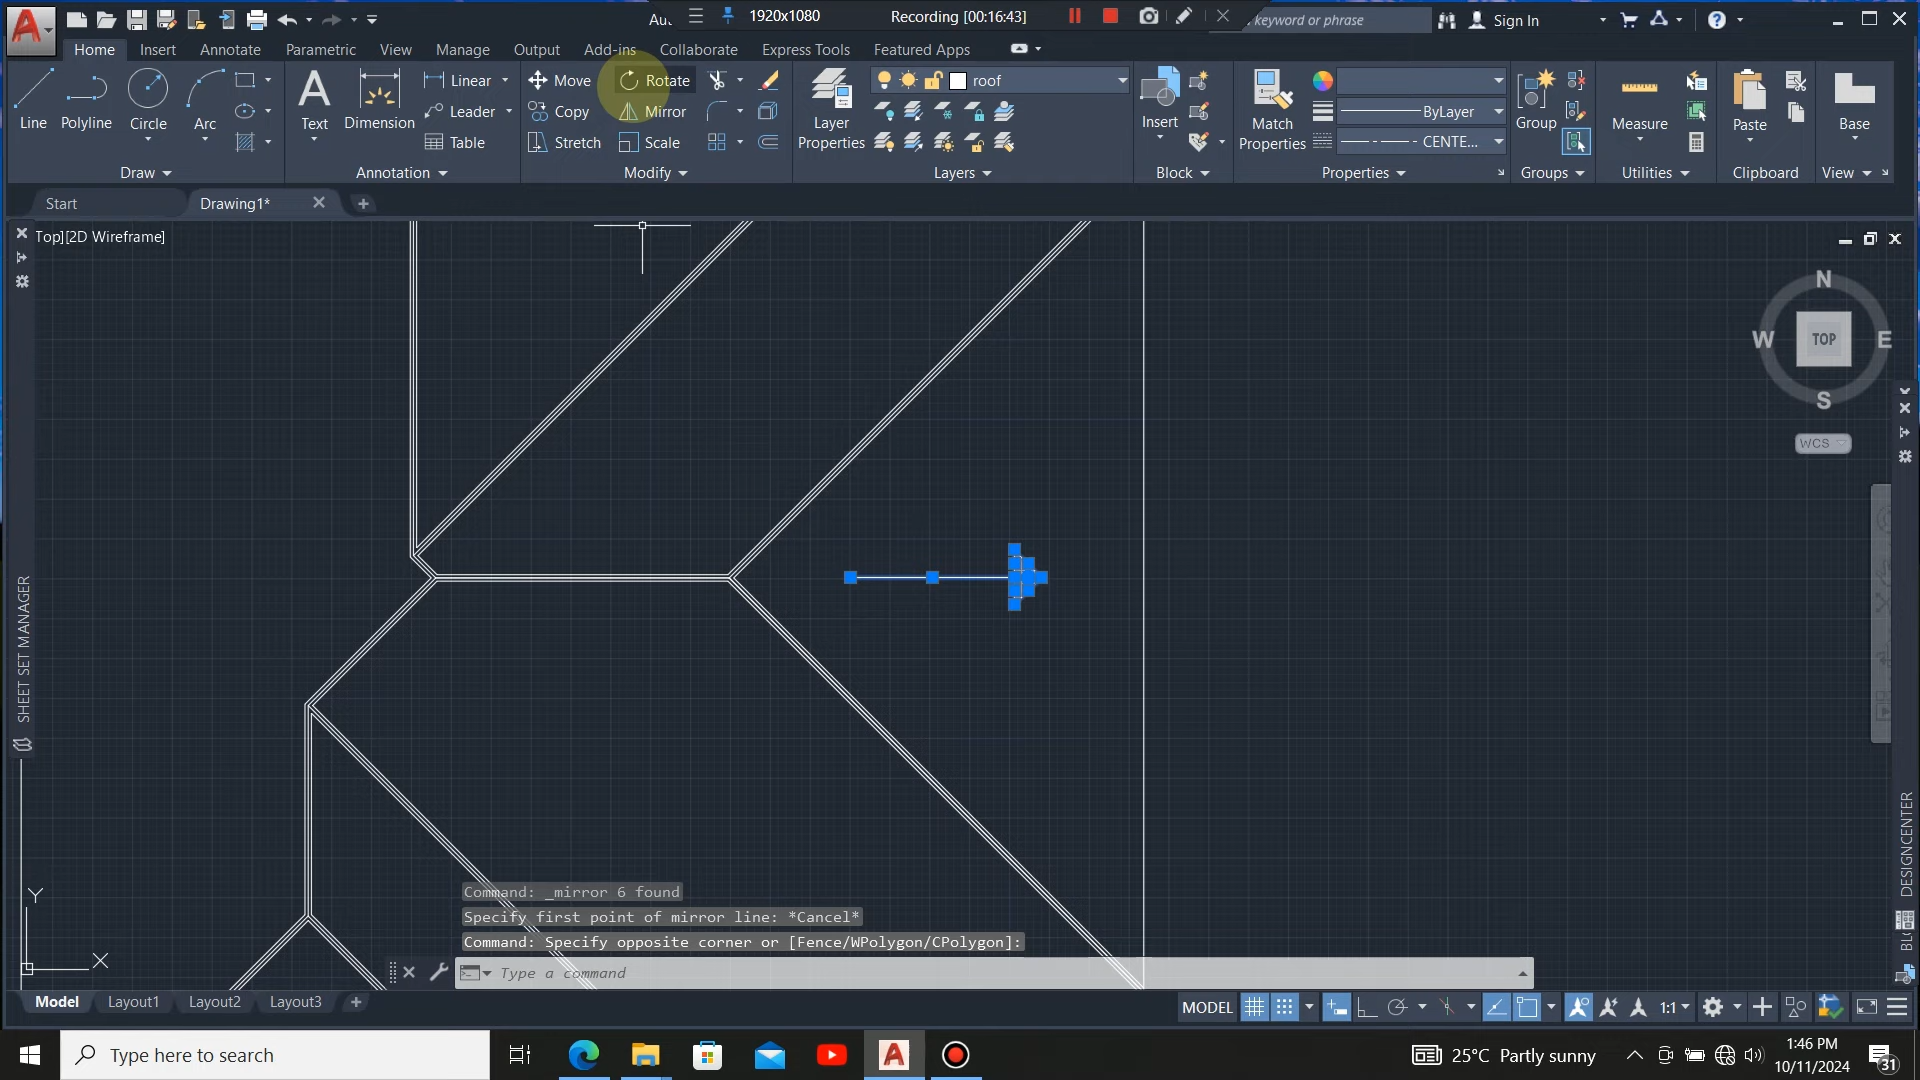 1920x1080
Recording [00:16:43]
keyword or phrase
Sign In
Home
Insert
Annotate
Parametric
View
Manage
Output
Add-ins
Collaborate
Express Tools
Featured Apps
Line
Polyline
Circle
Arc
Draw
Text
Dimension
Linear
Leader
Table
Annotation
Move
Copy
Stretch
Rotate
Mirror
Scale
Modify
Layer
Properties
roof
Layers
Insert
Block
Match
Properties
ByLayer
CENTE...
Properties
Group
Groups
Measure
Utilities
Paste
Clipboard
Base
View
Start
Drawing1*
Top][2D Wireframe]
N
W
TOP
E
S
WCS
SHEET SET MANAGER
DESIGNCENTER
Y
X
Command: _mirror 6 found
Specify first point of mirror line: *Cancel*
Command: Specify opposite corner or [Fence/WPolygon/CPolygon]:
Type a command
Model
Layout1
Layout2
Layout3
MODEL
1:1
Type here to search
25°C Partly sunny
1:46 PM
10/11/2024
31